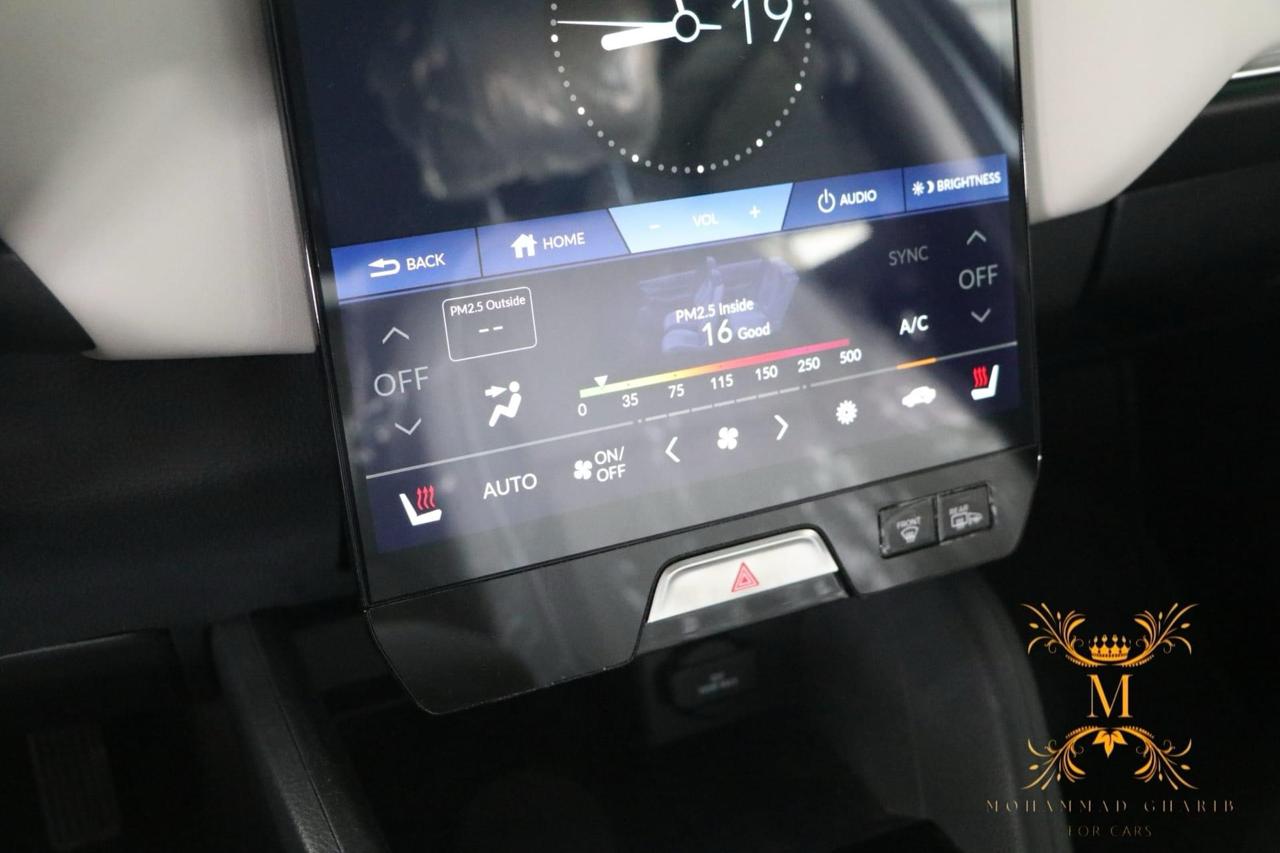 19
BACK
HOME
- VOL +
AUDIO
BRIGHTNESS
PM2.5 Outside
--
OFF
PM2.5 Inside
16 Good
0 35 75 115 150 250 500
SYNC
OFF
A/C
AUTO
ON/
OFF
FRONT
REAR
M
MOHAMMAD GHARIB
FOR CARS